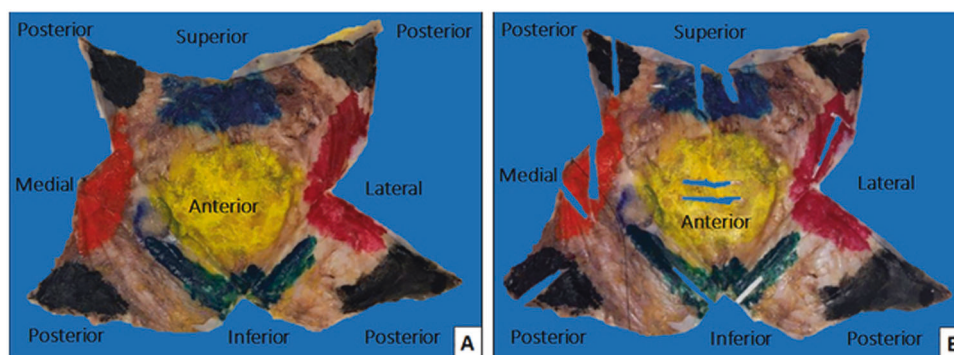 Posterior
Superior
Posterior
Medial
Anterior
Lateral
Posterior
Inferior
Posterior
A
Posterior
Superior
Posterior
Medial
Anterior
Lateral
Posterior
Inferior
Posterior